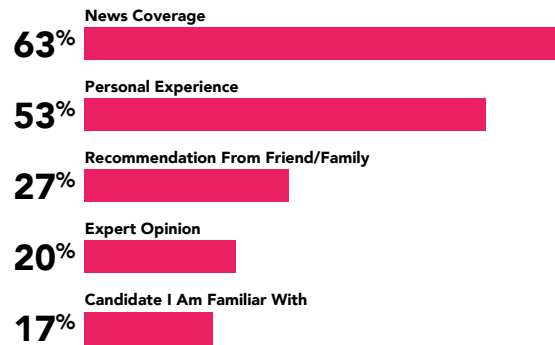 News Coverage
63%
Personal Experience
53%
Recommendation From Friend/Family
27%
Expert Opinion
20%
Candidate I Am Familiar With
17%